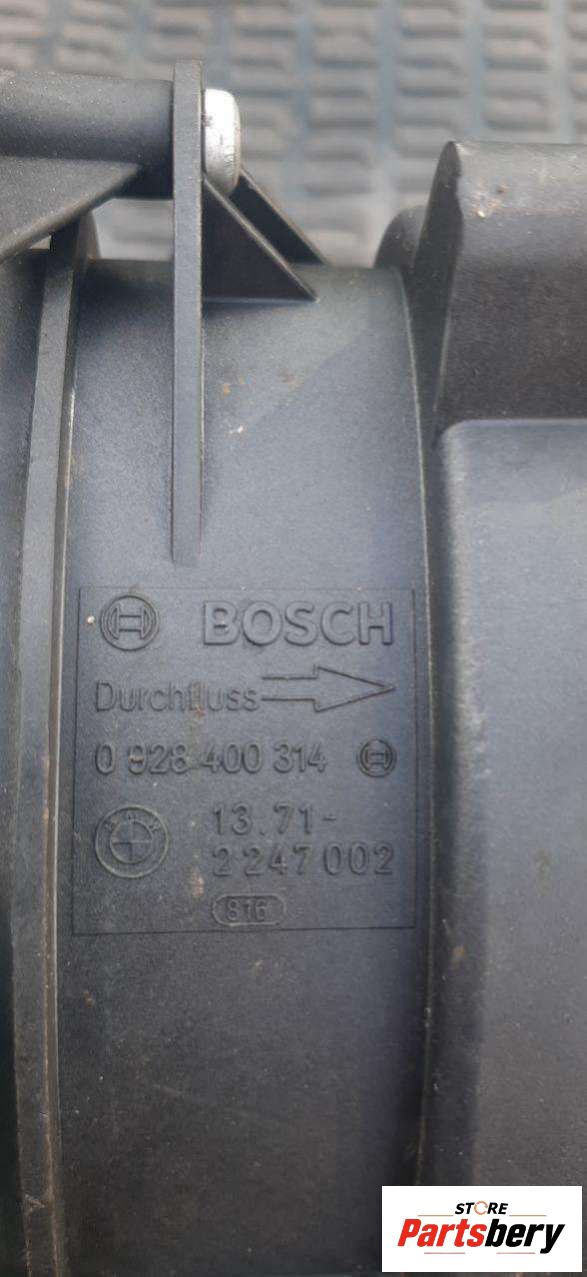 BOSCH
Durchfluss
0 928 400 314
13.71-
2 247 002
816
STORE
Partsbery